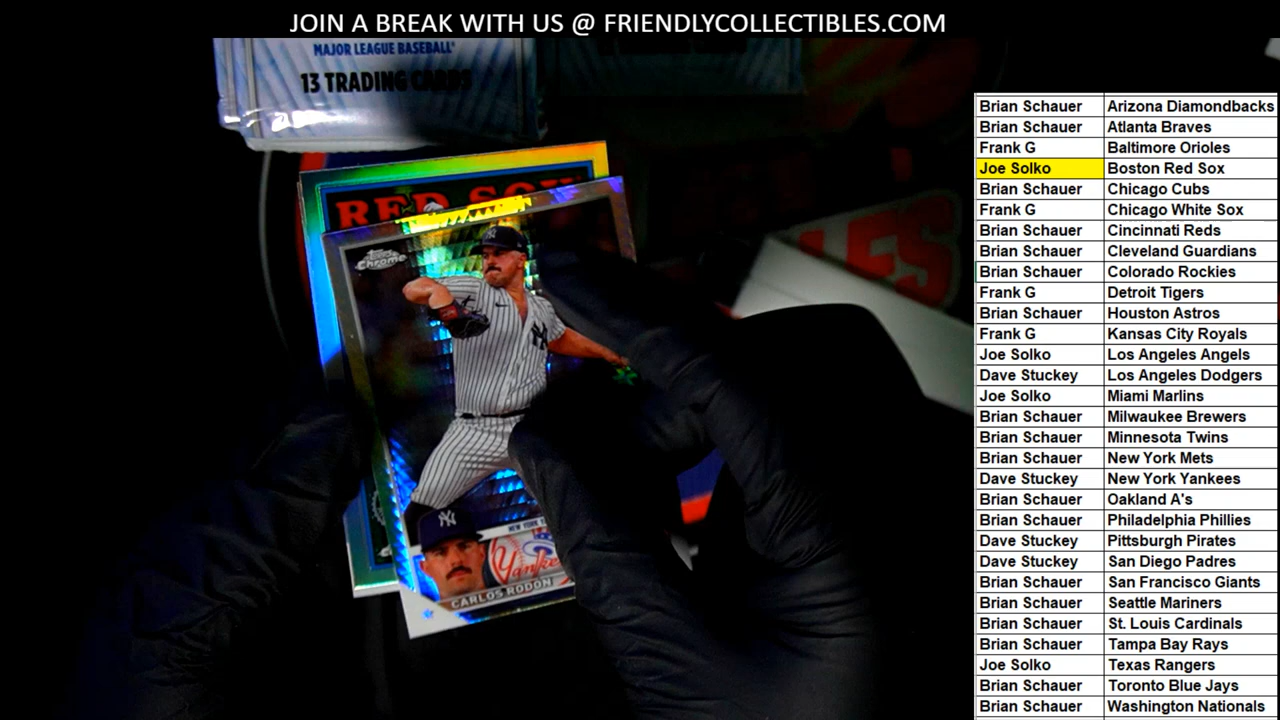 JOIN A BREAK WITH US @ FRIENDLYCOLLECTIBLES.COM
MAJOR LEAGUE BASEBALL
13 TRADING CARDS
RED SOX
Topps
Chrome
NEW YORK
Yankees
CARLOS RODON
Brian Schauer Arizona Diamondbacks
Brian Schauer Atlanta Braves
Frank G Baltimore Orioles
Joe Solko Boston Red Sox
Brian Schauer Chicago Cubs
Frank G Chicago White Sox
Brian Schauer Cincinnati Reds
Brian Schauer Cleveland Guardians
Brian Schauer Colorado Rockies
Frank G Detroit Tigers
Brian Schauer Houston Astros
Frank G Kansas City Royals
Joe Solko Los Angeles Angels
Dave Stuckey Los Angeles Dodgers
Joe Solko Miami Marlins
Brian Schauer Milwaukee Brewers
Brian Schauer Minnesota Twins
Brian Schauer New York Mets
Dave Stuckey New York Yankees
Brian Schauer Oakland A's
Brian Schauer Philadelphia Phillies
Dave Stuckey Pittsburgh Pirates
Dave Stuckey San Diego Padres
Brian Schauer San Francisco Giants
Brian Schauer Seattle Mariners
Brian Schauer St. Louis Cardinals
Brian Schauer Tampa Bay Rays
Joe Solko Texas Rangers
Brian Schauer Toronto Blue Jays
Brian Schauer Washington Nationals